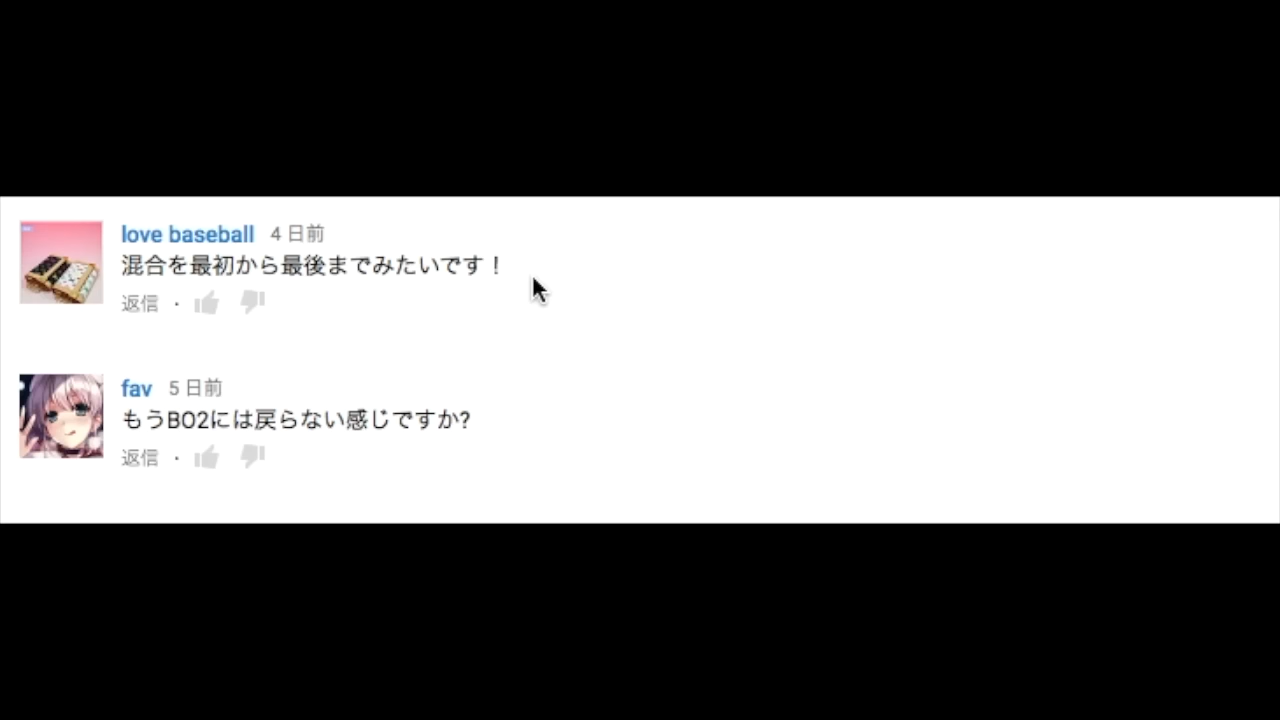 love baseball 4 日前
混合を最初から最後までみたいです！
返信 ・
fav 5 日前
もうBO2には戻らない感じですか?
返信 ・